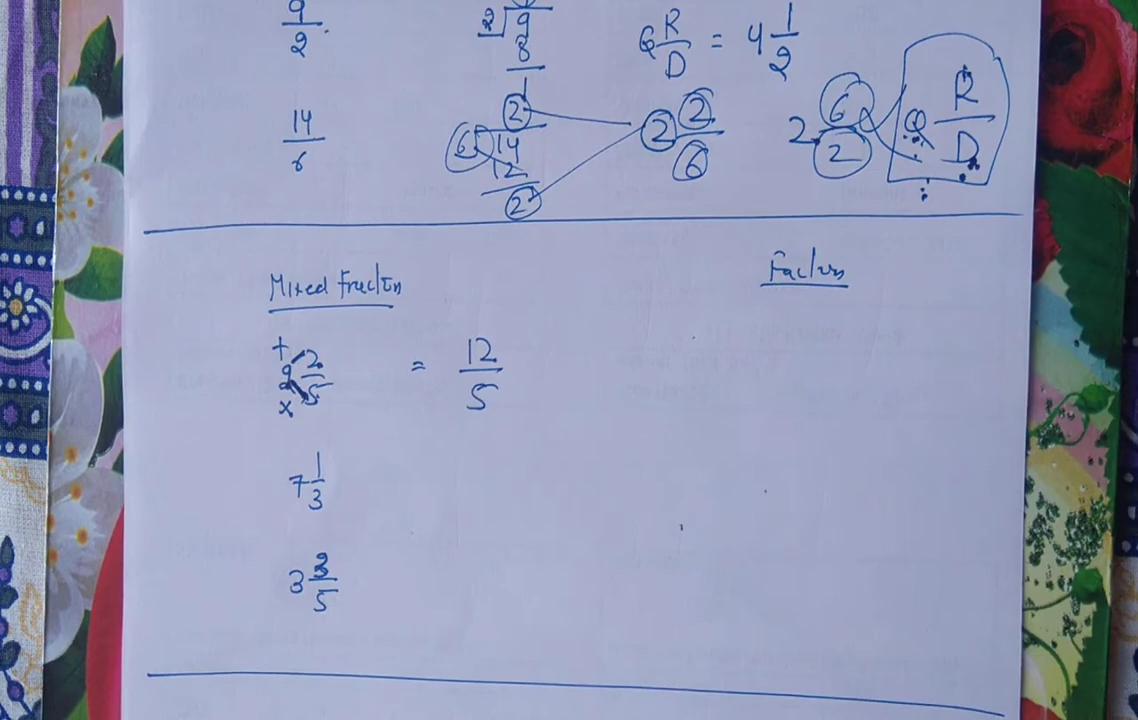 9/2 2)9 Q R/D = 4 1/2
8
1
14/6 6)14 2 2 2/6 2 6/2 Q R/D
12
2
Mixed Fraction Factors
+ 2 2/5 x = 12/5
7 1/3
3 3/5